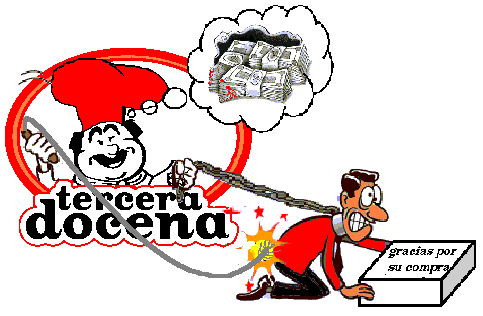 tercera
docena
gracias por
su compra